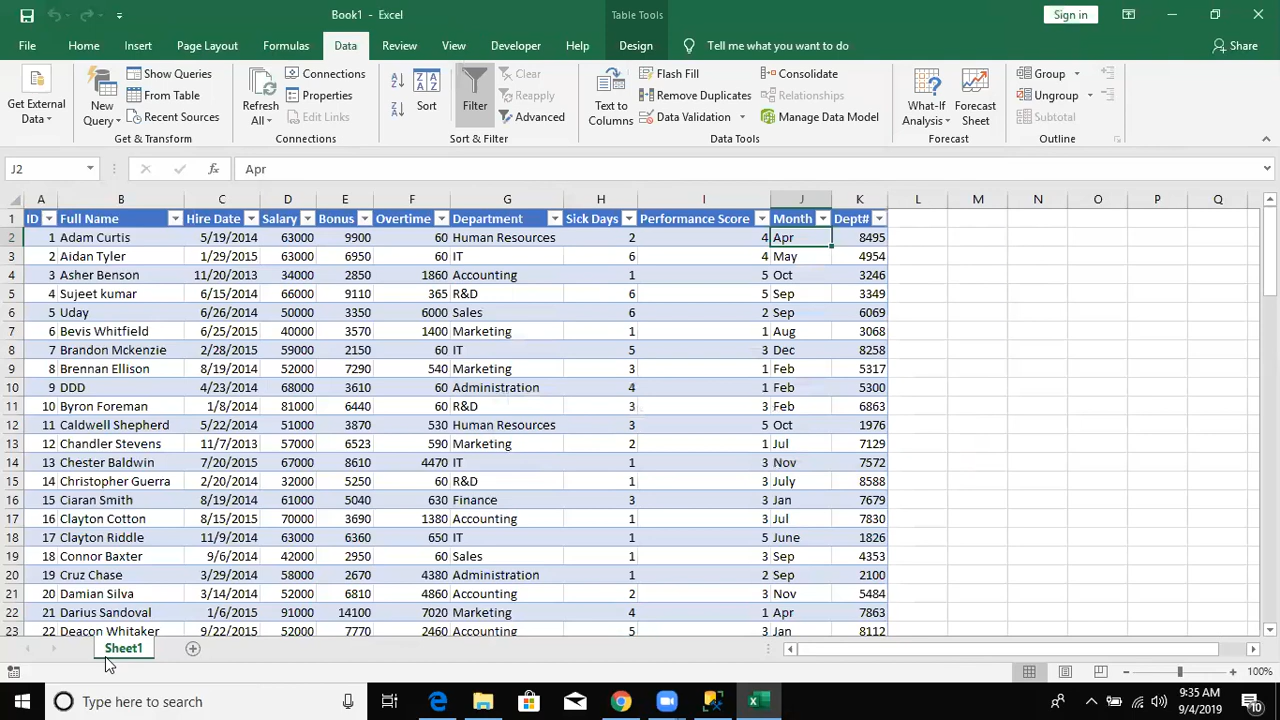 Book1 - Excel
Table Tools
Sign in
File Home Insert Page Layout Formulas Data Review View Developer Help Design Tell me what you want to do Share
Get External Data
New Query
Show Queries
From Table
Recent Sources
Get & Transform
Refresh All
Connections
Properties
Edit Links
Connections
Sort
Filter
Clear
Reapply
Advanced
Sort & Filter
Text to Columns
Flash Fill
Remove Duplicates
Data Validation
Consolidate
Relationships
Manage Data Model
Data Tools
What-If Analysis
Forecast Sheet
Forecast
Group
Ungroup
Subtotal
Outline
J2 fx Apr
A B C D E F G H I J K L M N O P Q
1 ID Full Name Hire Date Salary Bonus Overtime Department Sick Days Performance Score Month Dept#
2 1 Adam Curtis 5/19/2014 63000 9900 60 Human Resources 2 4 Apr 8495
3 2 Aidan Tyler 1/29/2015 63000 6950 60 IT 6 4 May 4954
4 3 Asher Benson 11/20/2013 34000 2850 1860 Accounting 1 5 Oct 3246
5 4 Sujeet kumar 6/15/2014 66000 9110 365 R&D 6 5 Sep 3349
6 5 Uday 6/26/2014 50000 3350 6000 Sales 6 2 Sep 6069
7 6 Bevis Whitfield 6/25/2015 40000 3570 1400 Marketing 1 1 Aug 3068
8 7 Brandon Mckenzie 2/28/2015 59000 2150 60 IT 5 3 Dec 8258
9 8 Brennan Ellison 8/19/2014 52000 7290 540 Marketing 3 1 Feb 5317
10 9 DDD 4/23/2014 68000 3610 60 Administration 4 1 Feb 5300
11 10 Byron Foreman 1/8/2014 81000 6440 60 R&D 3 3 Feb 6863
12 11 Caldwell Shepherd 5/22/2014 51000 3870 530 Human Resources 3 5 Oct 1976
13 12 Chandler Stevens 11/7/2013 57000 6523 590 Marketing 2 1 Jul 7129
14 13 Chester Baldwin 7/20/2015 67000 8610 4470 IT 1 3 Nov 7572
15 14 Christopher Guerra 2/20/2014 32000 5250 60 R&D 1 3 July 8588
16 15 Ciaran Smith 8/19/2014 61000 5040 630 Finance 3 3 Jan 7679
17 16 Clayton Cotton 8/15/2015 70000 3690 1380 Accounting 1 3 Jul 7830
18 17 Clayton Riddle 11/9/2014 63000 6360 650 IT 1 5 June 1826
19 18 Connor Baxter 9/6/2014 42000 2950 60 Sales 1 3 Sep 4353
20 19 Cruz Chase 3/29/2014 58000 2670 4380 Administration 1 2 Sep 2100
21 20 Damian Silva 3/14/2014 52000 6810 4860 Accounting 2 3 Nov 5484
22 21 Darius Sandoval 1/6/2015 91000 14100 7020 Marketing 4 1 Apr 7863
23 22 Deacon Whitaker 9/22/2015 52000 7770 2460 Accounting 5 3 Jan 8112
Sheet1
100%
Type here to search
9:35 AM
9/4/2019
10